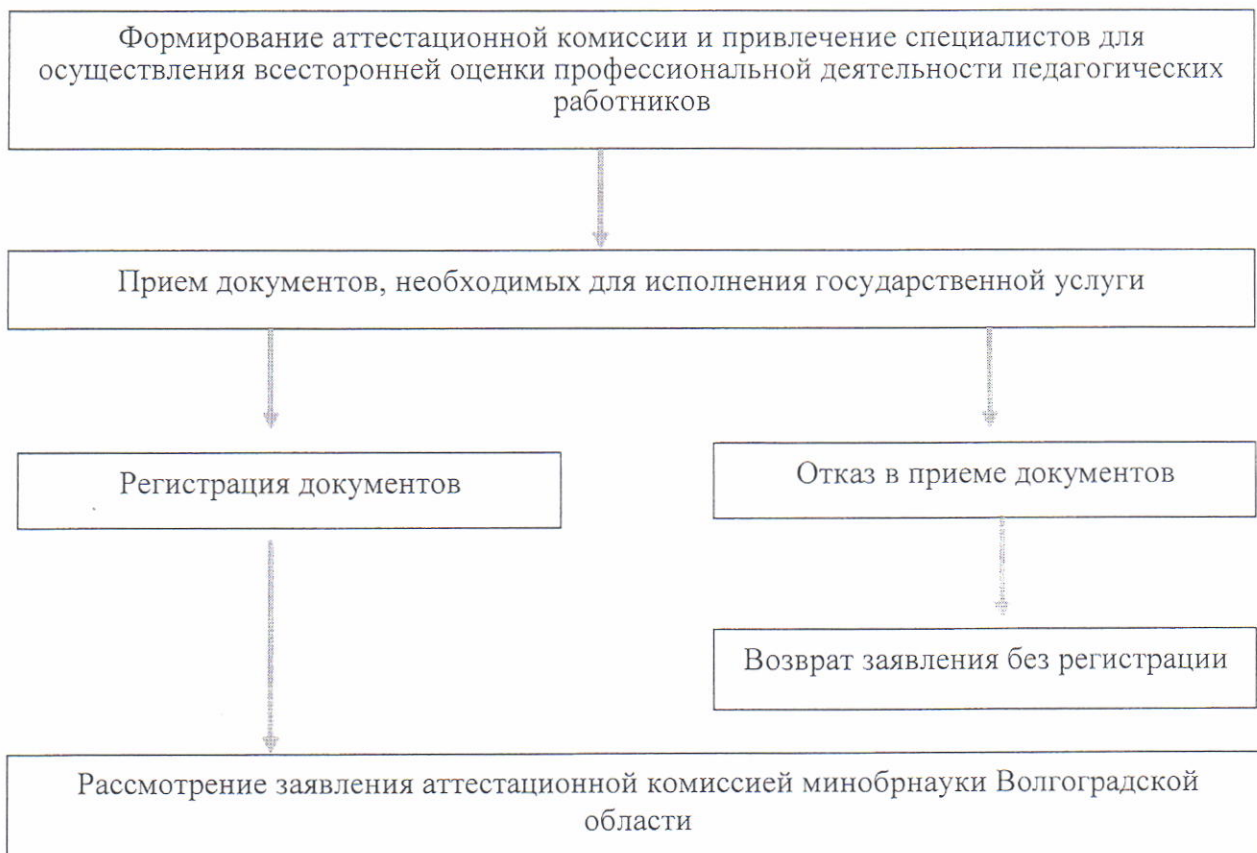 Формирование аттестационной комиссии и привлечение специалистов для
осуществления всесторонней оценки профессиональной деятельности педагогических
работников
Прием документов, необходимых для исполнения государственной услуги
Регистрация документов
Отказ в приеме документов
Возврат заявления без регистрации
Рассмотрение заявления аттестационной комиссией минобрнауки Волгоградской
области